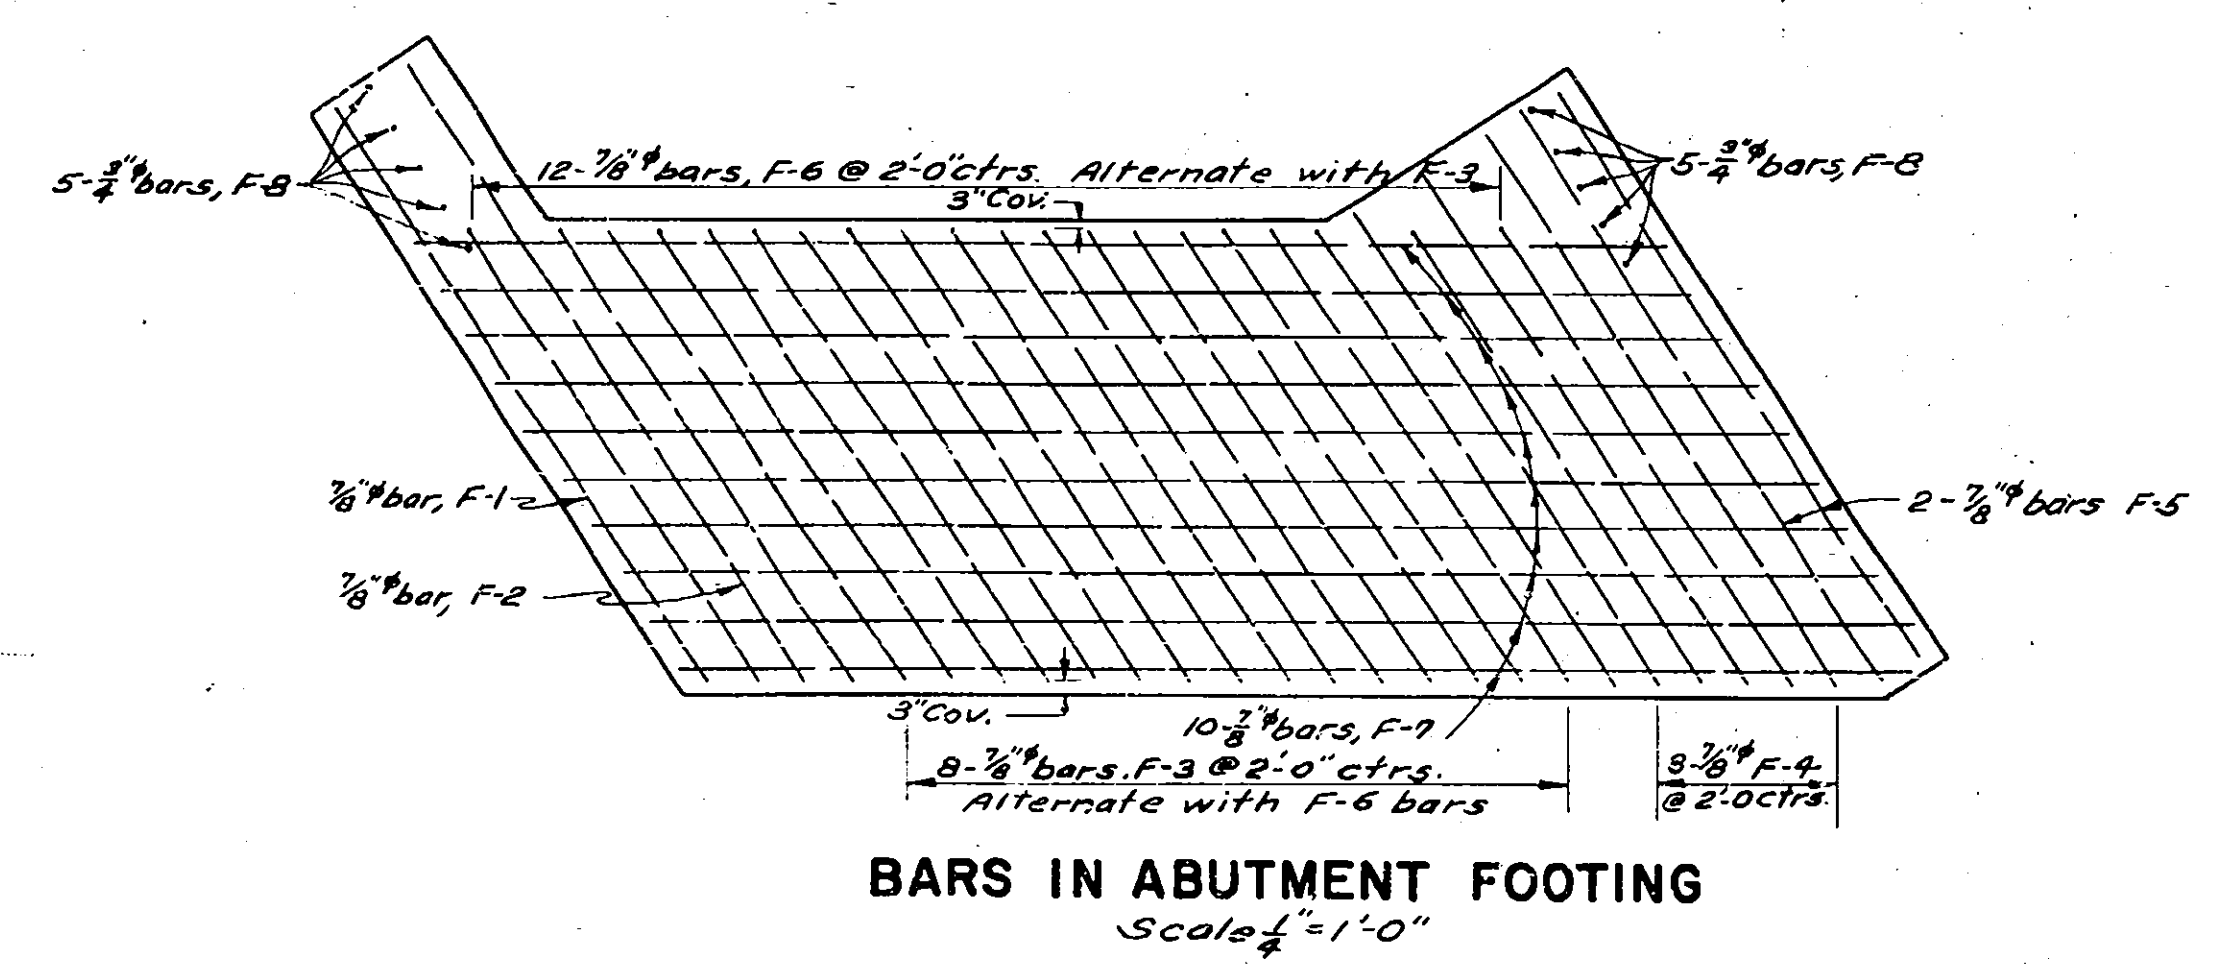 12-7/8"ϕ bars, F-6 @ 2'-0"ctrs. Alternate with F-3
5-3/4"ϕ bars, F-8
5-3/4"ϕ bars, F-8
3"Cov.
7/8"ϕ bar, F-1
2-7/8"ϕ bars F-5
7/8"ϕ bar, F-2
3"Cov.
10-7/8"ϕ bars, F-7
8-7/8"ϕ bars. F-3 @ 2'-0" ctrs.
Alternate with F-6 bars
3-7/8"ϕ F-4
@ 2'-0 ctrs.
BARS IN ABUTMENT FOOTING
Scale 1/4"=1'-0"